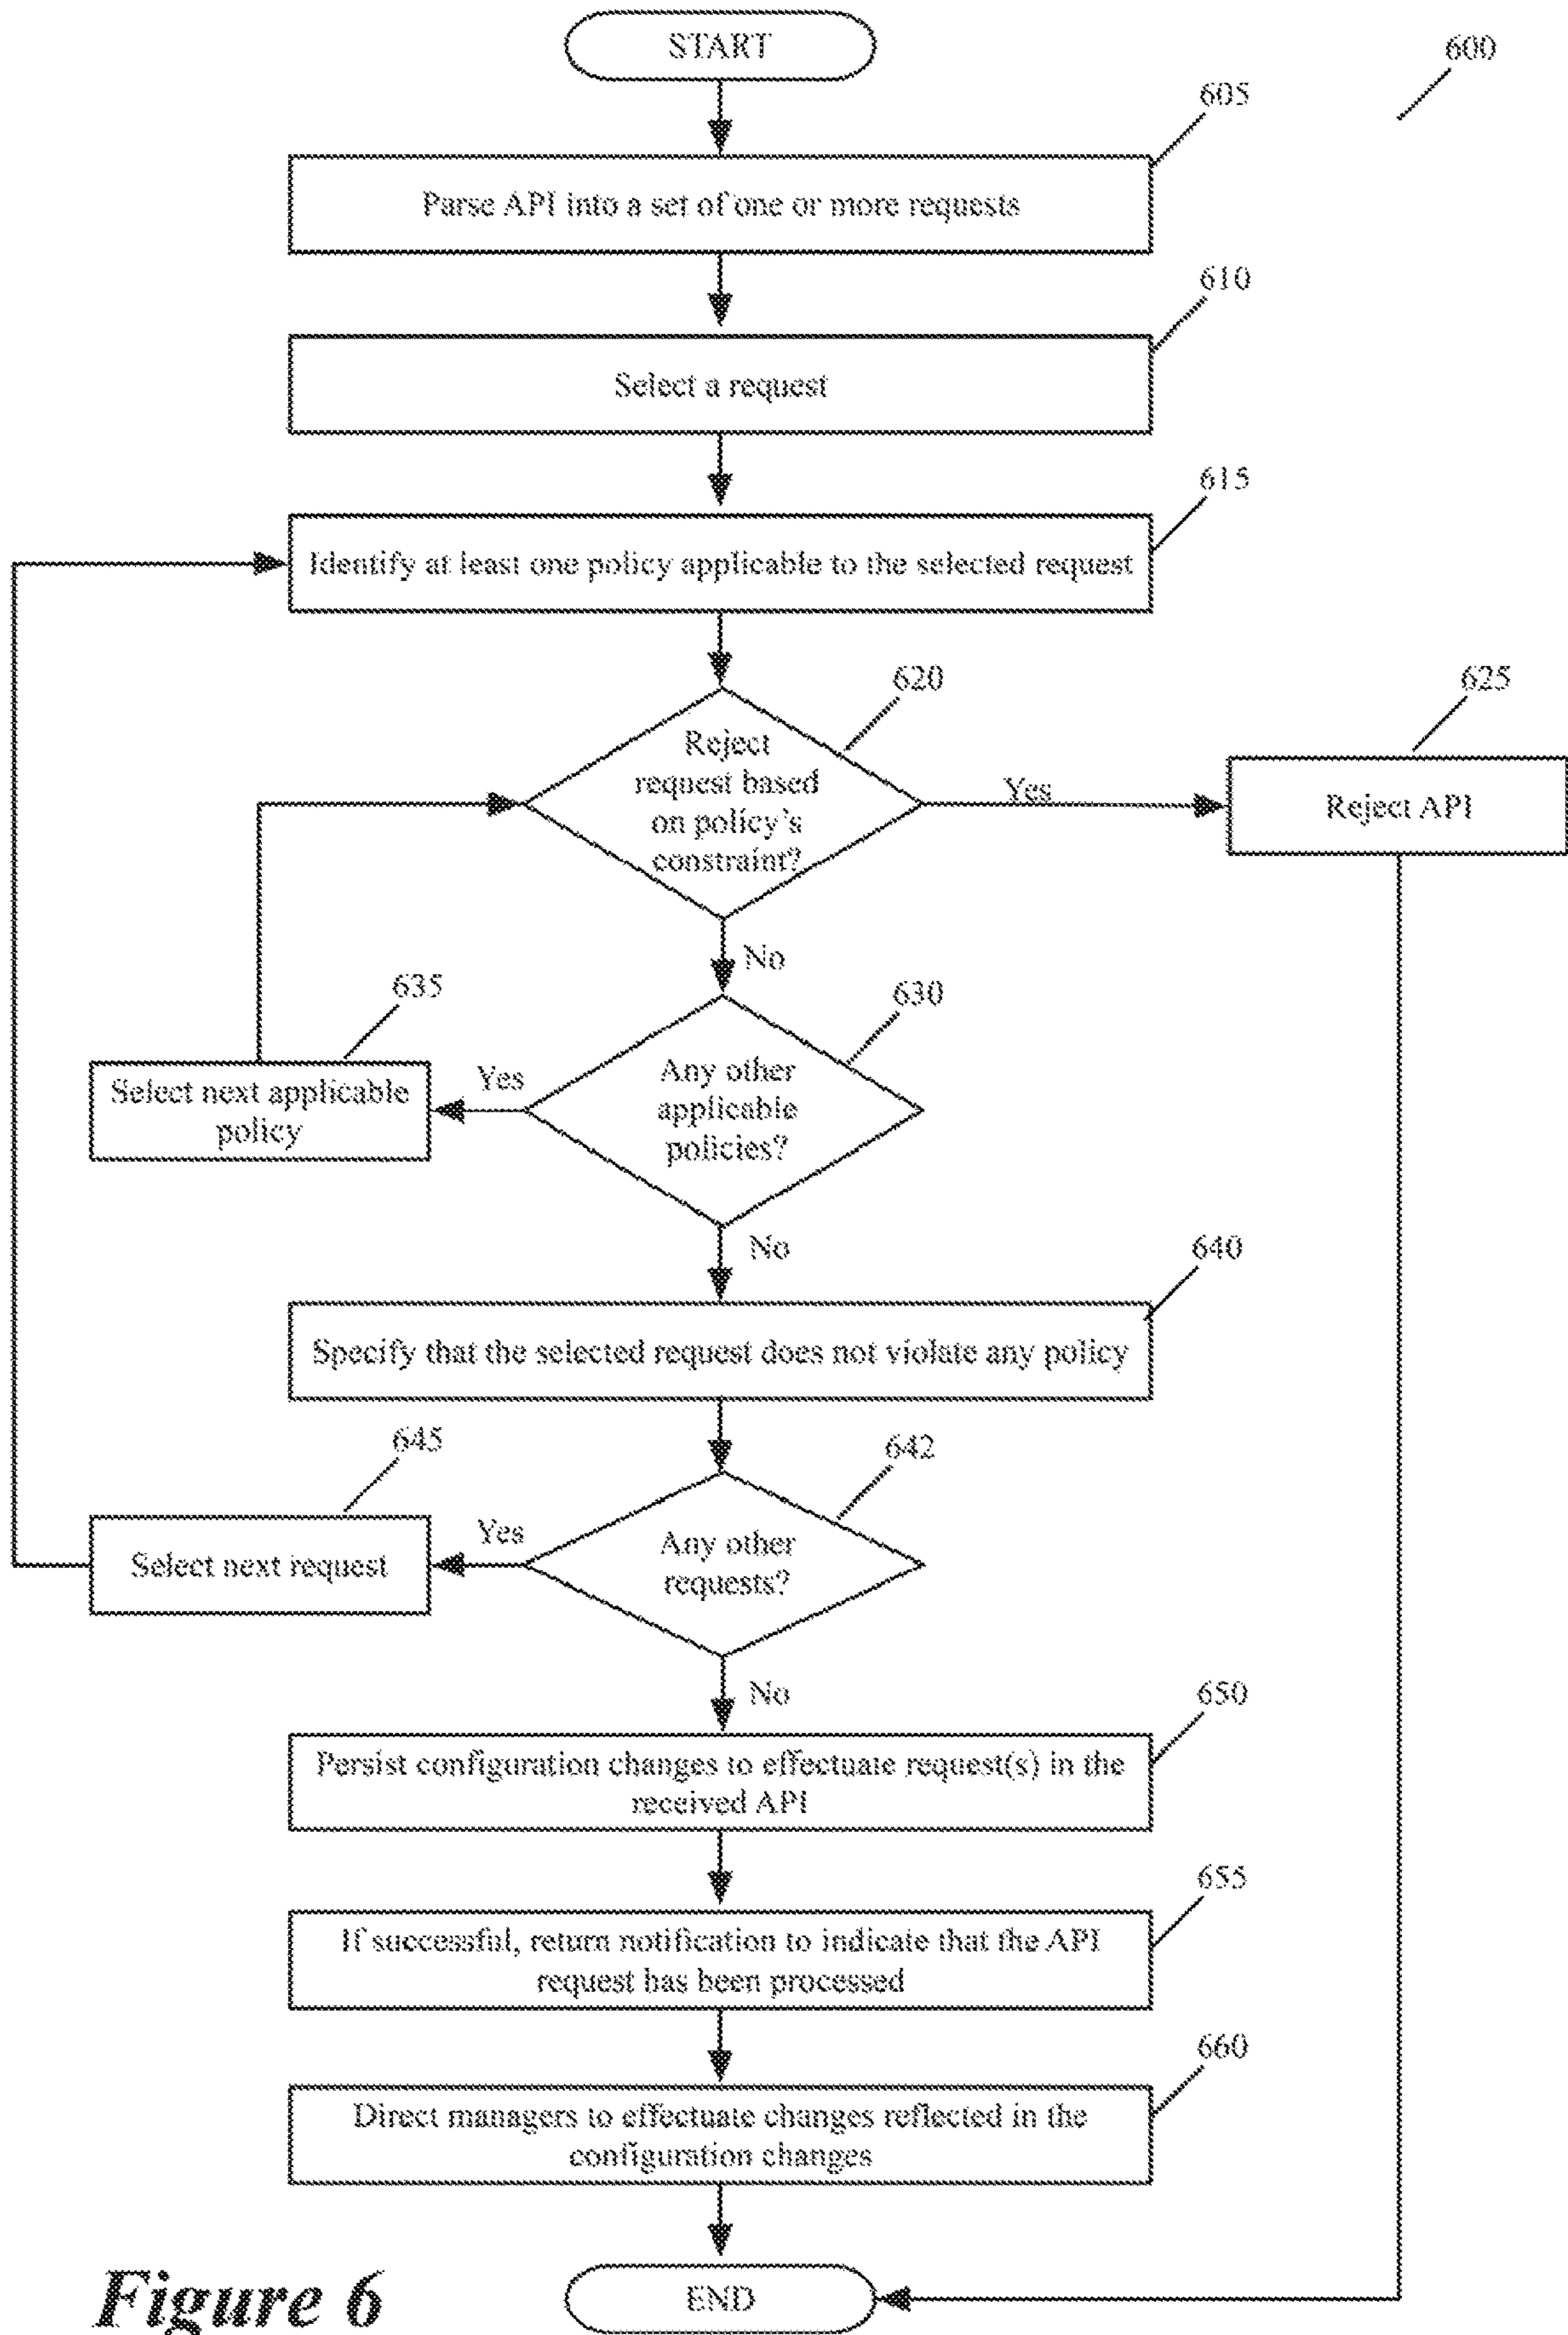 START
600
605
Parse API into a set of one or more requests
610
Select a request
615
Identify at least one policy applicable to the selected request
620
625
Reject
request based
on policy's
constraint?
Yes
Reject API
No
635
630
Select next applicable
policy
Yes
Any other
applicable
policies?
No
640
Specify that the selected request does not violate any policy
645
642
Select next request
Yes
Any other
requests?
No
650
Persist configuration changes to effectuate request(s) in the
received API
655
If successful, return notification to indicate that the API
request has been processed
660
Direct managers to effectuate changes reflected in the
configuration changes
END
Figure 6